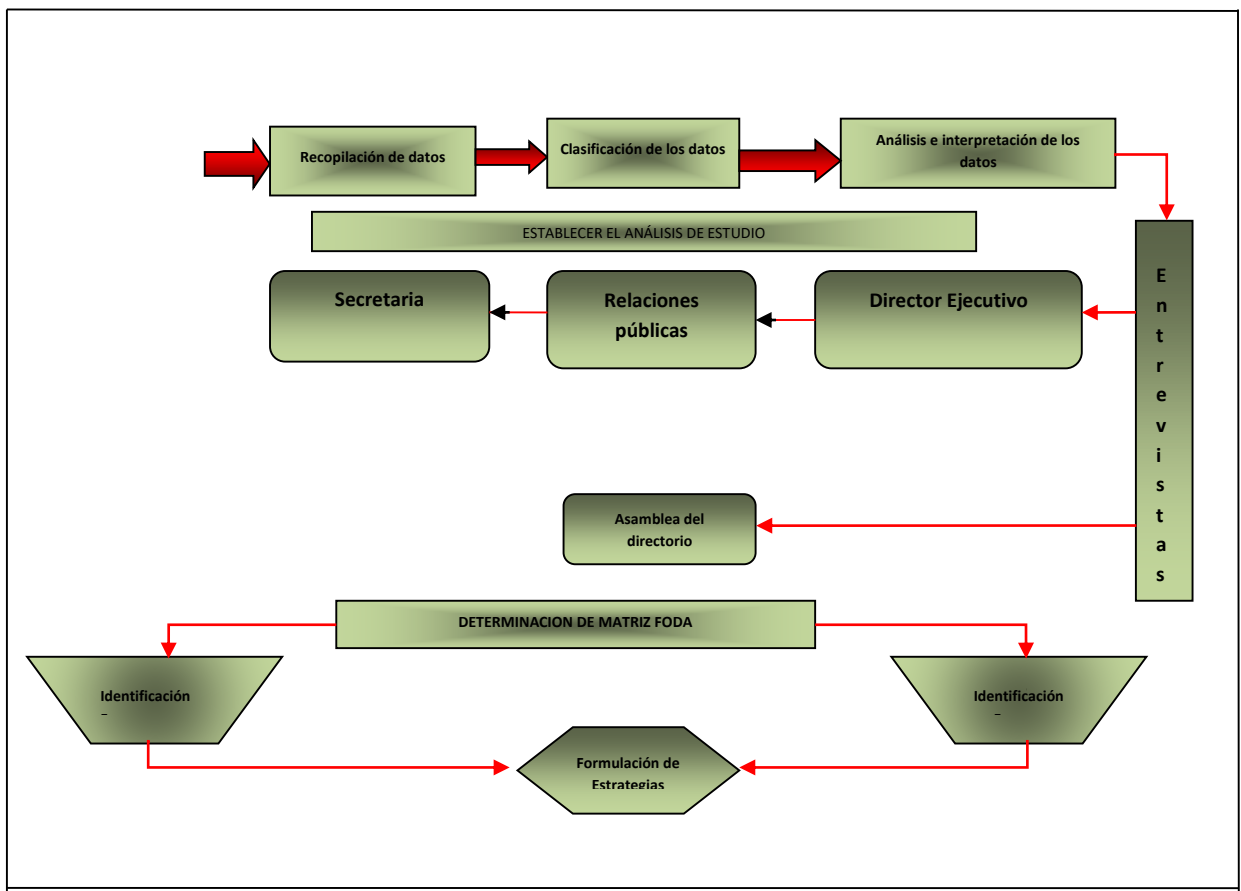 Recopilación de datos
Clasificación de los datos
Análisis e interpretación de los
datos
ESTABLECER EL ANÁLISIS DE ESTUDIO
Secretaria
Relaciones
públicas
Director Ejecutivo
E
n
t
r
e
v
i
s
t
a
s
Asamblea del
directorio
DETERMINACION DE MATRIZ FODA
Identificación
Identificación
Formulación de
Estrategias